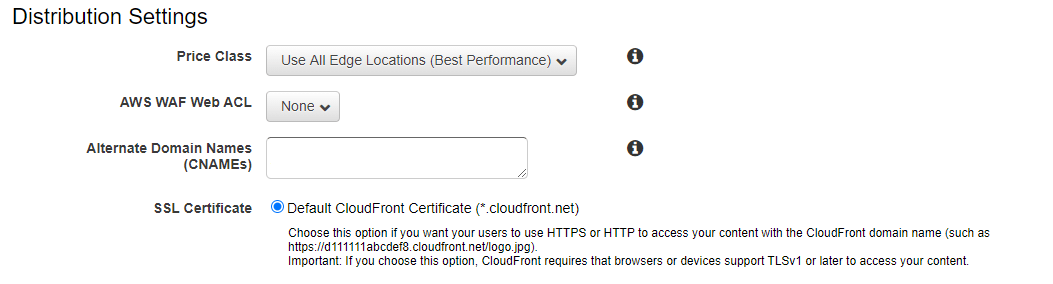 Distribution Settings
Price Class
Use All Edge Locations (Best Performance)
AWS WAF Web ACL
None
Alternate Domain Names
(CNAMEs)
SSL Certificate
Default CloudFront Certificate (*.cloudfront.net)
Choose this option if you want your users to use HTTPS or HTTP to access your content with the CloudFront domain name (such as
https://d111111abcdef8.cloudfront.net/logo.jpg).
Important: If you choose this option, CloudFront requires that browsers or devices support TLSv1 or later to access your content.